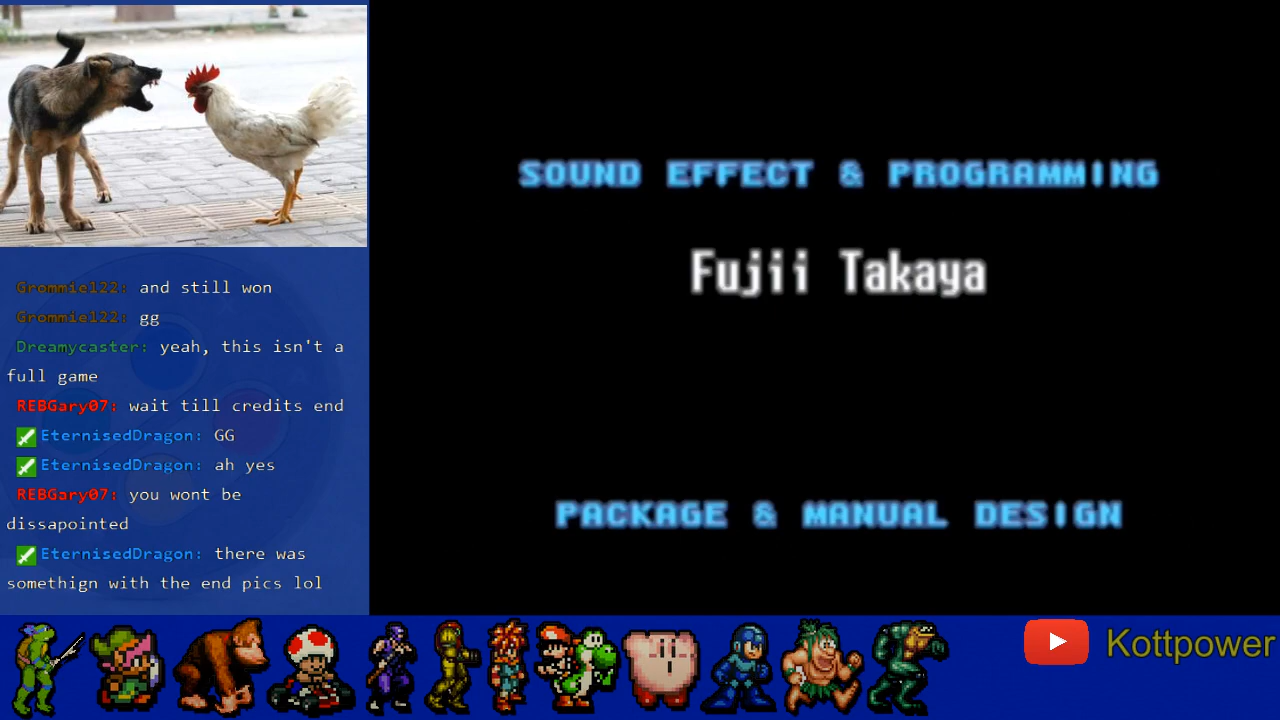 SOUND EFFECT & PROGRAMMING
Fujii Takaya
PACKAGE & MANUAL DESIGN
Grommie122: and still won
Grommie122: gg
Dreamycaster: yeah, this isn't a
full game
REBGary07: wait till credits end
EternisedDragon: GG
EternisedDragon: ah yes
REBGary07: you wont be
dissapointed
EternisedDragon: there was
somethign with the end pics lol
Kottpower